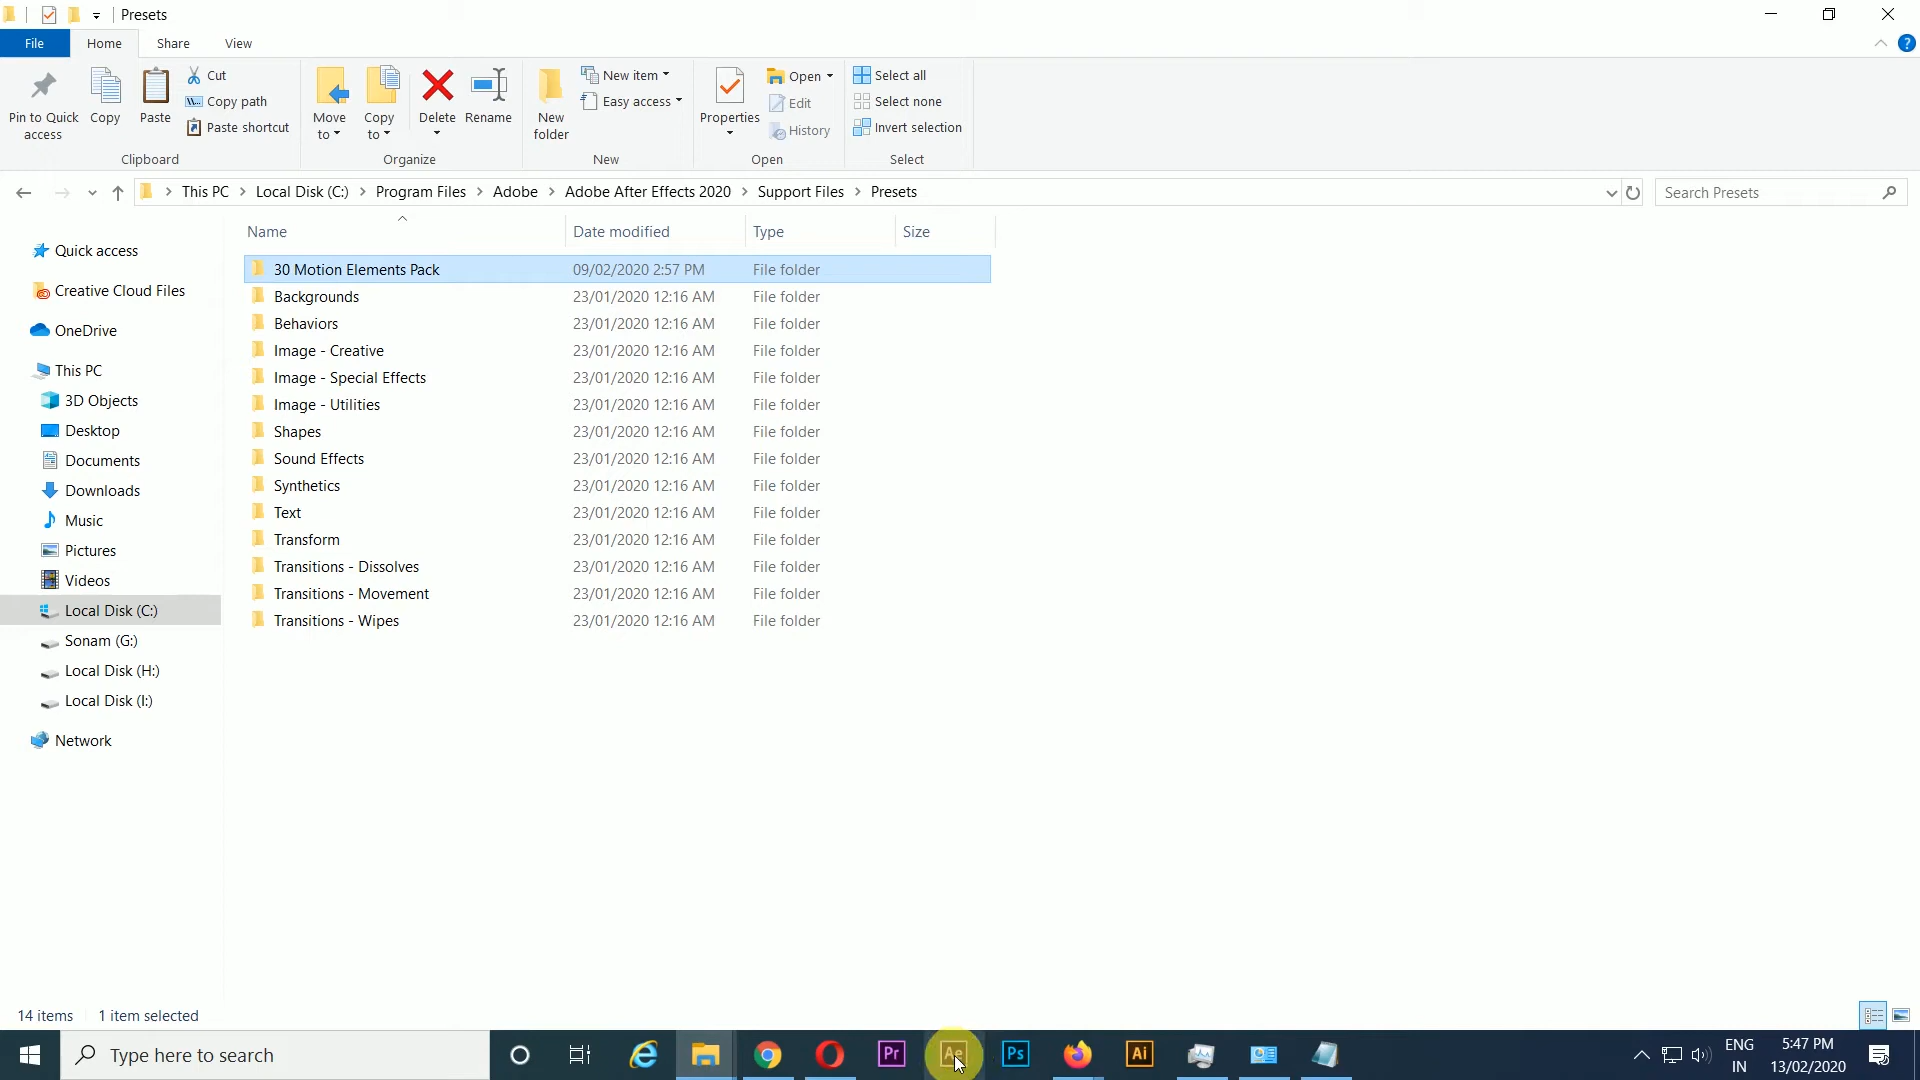 Presets
File Home Share View
Pin to Quick access
Copy
Paste
Cut
Copy path
Paste shortcut
Clipboard
Move to
Copy to
Delete
Rename
Organize
New folder
New item
Easy access
New
Properties
Open
Edit
History
Open
Select all
Select none
Invert selection
Select
This PC Local Disk (C:) Program Files Adobe Adobe After Effects 2020 Support Files Presets
Search Presets
Quick access
Creative Cloud Files
OneDrive
This PC
3D Objects
Desktop
Documents
Downloads
Music
Pictures
Videos
Local Disk (C:)
Sonam (G:)
Local Disk (H:)
Local Disk (I:)
Network
Name Date modified Type Size
30 Motion Elements Pack 09/02/2020 2:57 PM File folder
Backgrounds 23/01/2020 12:16 AM File folder
Behaviors 23/01/2020 12:16 AM File folder
Image - Creative 23/01/2020 12:16 AM File folder
Image - Special Effects 23/01/2020 12:16 AM File folder
Image - Utilities 23/01/2020 12:16 AM File folder
Shapes 23/01/2020 12:16 AM File folder
Sound Effects 23/01/2020 12:16 AM File folder
Synthetics 23/01/2020 12:16 AM File folder
Text 23/01/2020 12:16 AM File folder
Transform 23/01/2020 12:16 AM File folder
Transitions - Dissolves 23/01/2020 12:16 AM File folder
Transitions - Movement 23/01/2020 12:16 AM File folder
Transitions - Wipes 23/01/2020 12:16 AM File folder
14 items 1 item selected
Type here to search
Pr
Ae
Ps
Ai
ENG
IN
5:47 PM
13/02/2020